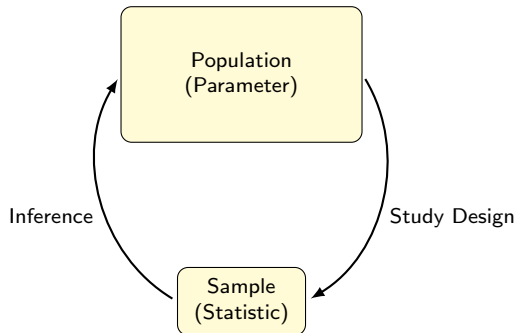 Population
(Parameter)
Inference
Study Design
Sample
(Statistic)